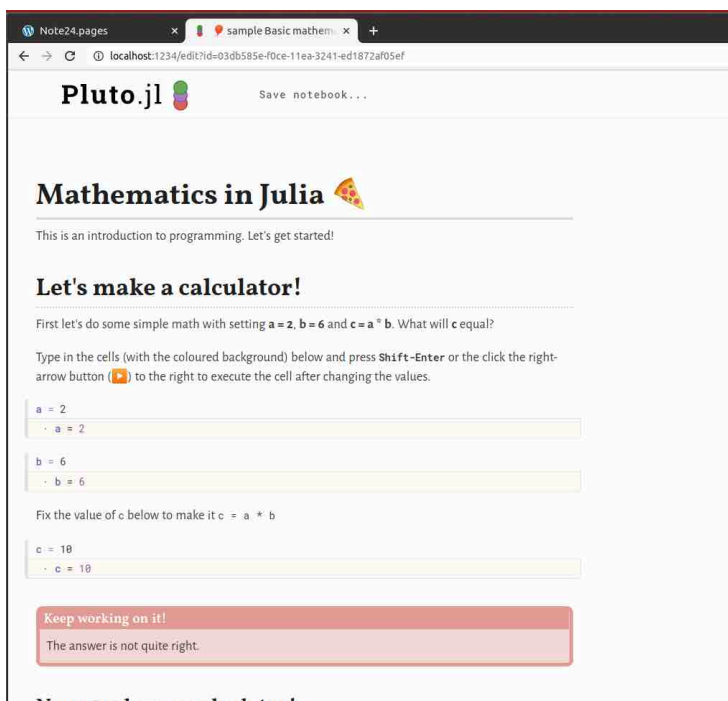 Note24.pages
sample Basic mathem
localhost:1234/edit?id=03db585e-f0ce-11ea-3241-ed1872af05ef
Pluto.jl
Save notebook...
Mathematics in Julia 🍕
This is an introduction to programming. Let's get started!
Let's make a calculator!
First let's do some simple math with setting a = 2, b = 6 and c = a * b. What will c equal?
Type in the cells (with the coloured background) below and press Shift-Enter or the click the right-
arrow button (▶️) to the right to execute the cell after changing the values.
a = 2
· a = 2
b = 6
· b = 6
Fix the value of c below to make it c = a * b
c = 10
· c = 10
Keep working on it!
The answer is not quite right.